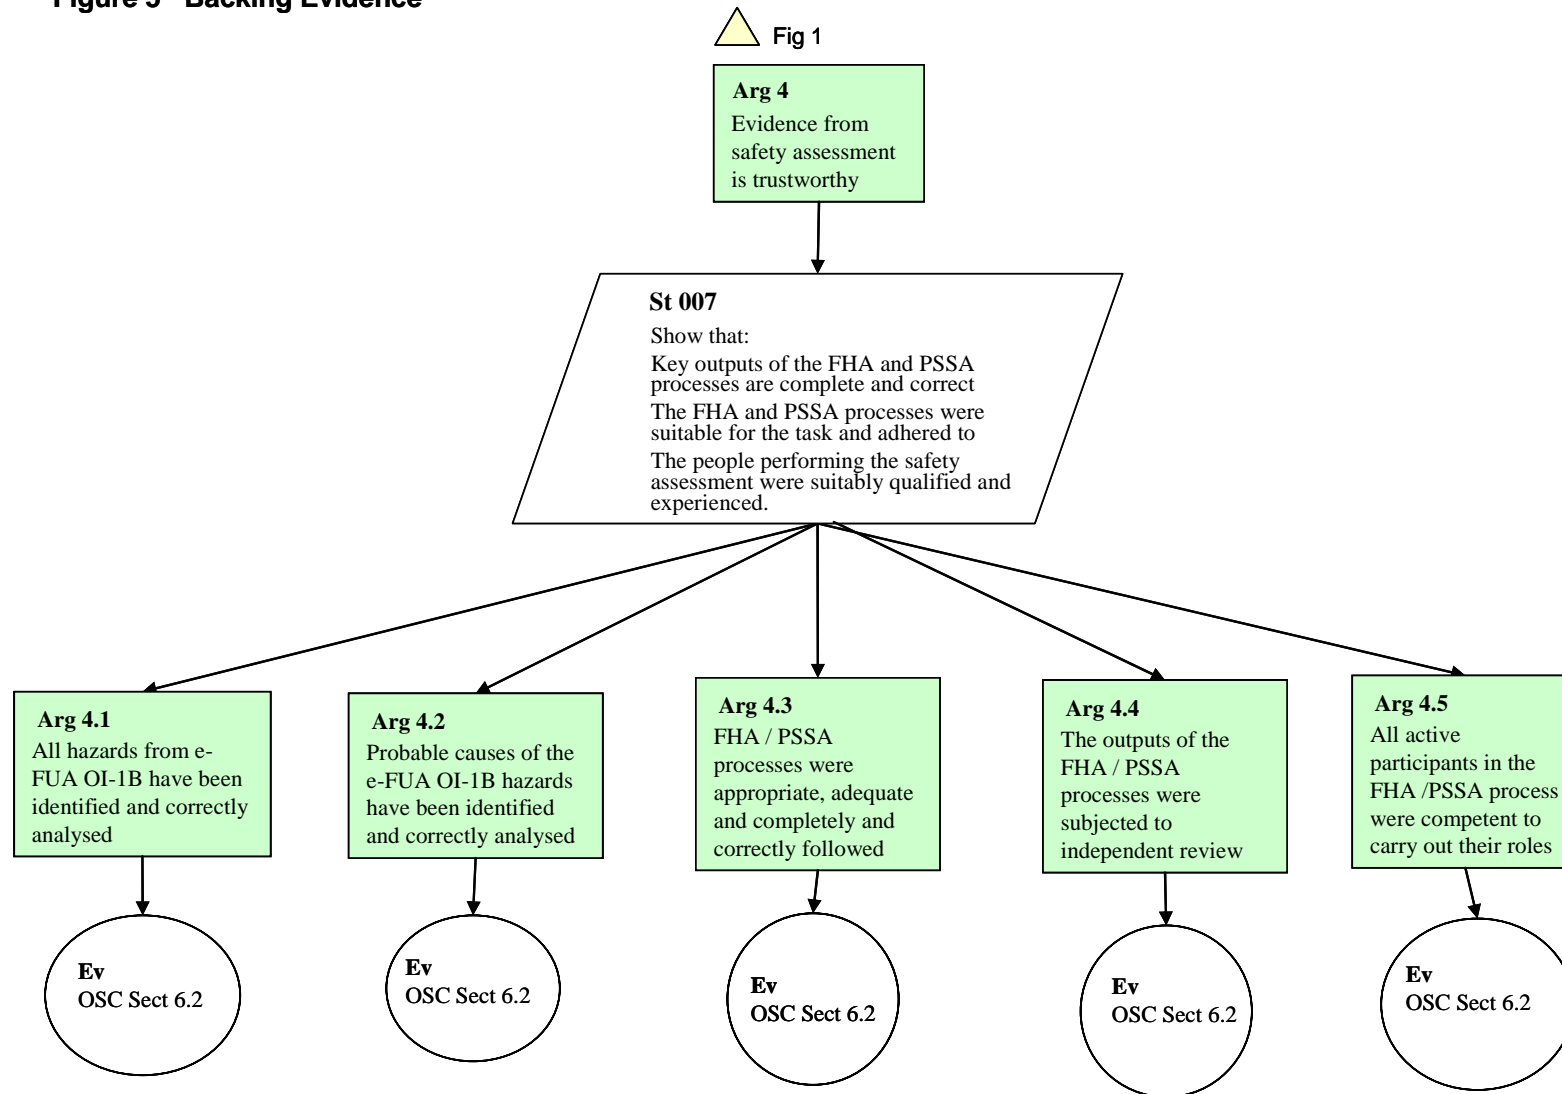 Figure 5 Backing Evidence
Fig 1
Arg 4
Evidence from
safety assessment
is trustworthy
St 007
Show that:
Key outputs of the FHA and PSSA
processes are complete and correct
The FHA and PSSA processes were
suitable for the task and adhered to
The people performing the safety
assessment were suitably qualified and
experienced.
Arg 4.1
All hazards from e-
FUA OI-1B have been
identified and correctly
analysed
Arg 4.2
Probable causes of the
e-FUA OI-1B hazards
have been identified
and correctly analysed
Arg 4.3
FHA / PSSA
processes were
appropriate, adequate
and completely and
correctly followed
Arg 4.4
The outputs of the
FHA / PSSA
processes were
subjected to
independent review
Arg 4.5
All active
participants in the
FHA /PSSA process
were competent to
carry out their roles
Ev
OSC Sect 6.2
Ev
OSC Sect 6.2
Ev
OSC Sect 6.2
Ev
OSC Sect 6.2
Ev
OSC Sect 6.2